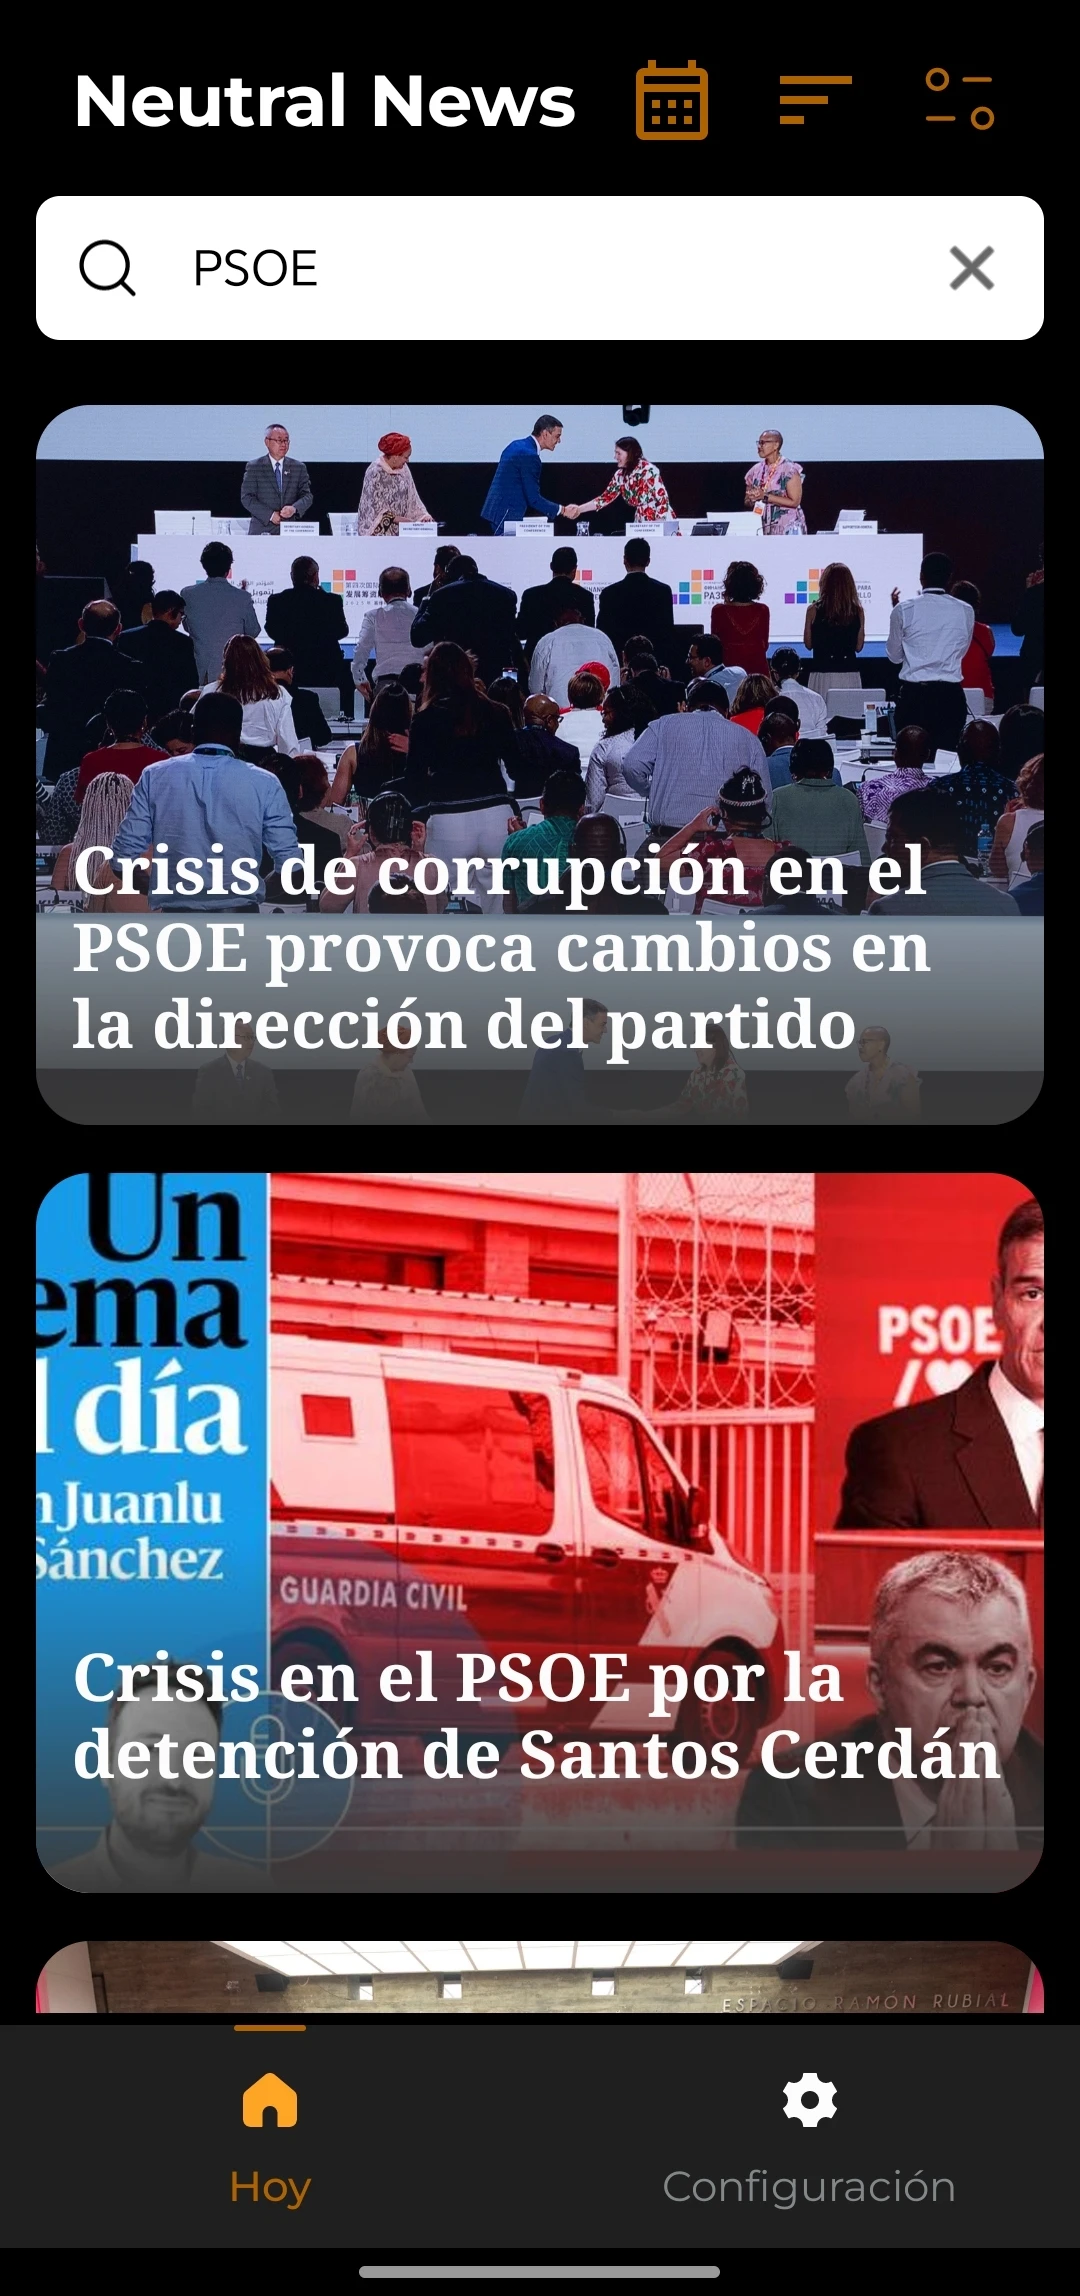 Neutral News
PSOE
Crisis de corrupción en el
PSOE provoca cambios en
la dirección del partido
Un
ema
l día
n Juanlu
Sánchez
PSOE
GUARDIA CIVIL
Crisis en el PSOE por la
detención de Santos Cerdán
ESPACIO RAMÓN RUBIAL
Hoy
Configuración